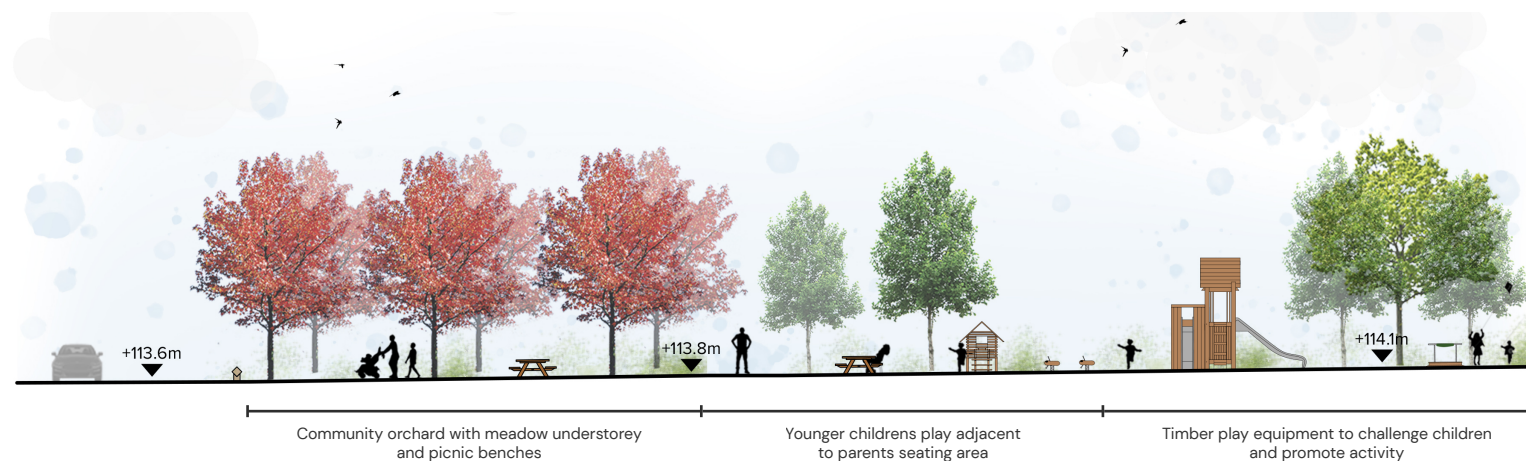 +113.6m
+113.8m
+114.1m
Community orchard with meadow understorey
and picnic benches
Younger childrens play adjacent
to parents seating area
Timber play equipment to challenge children
and promote activity